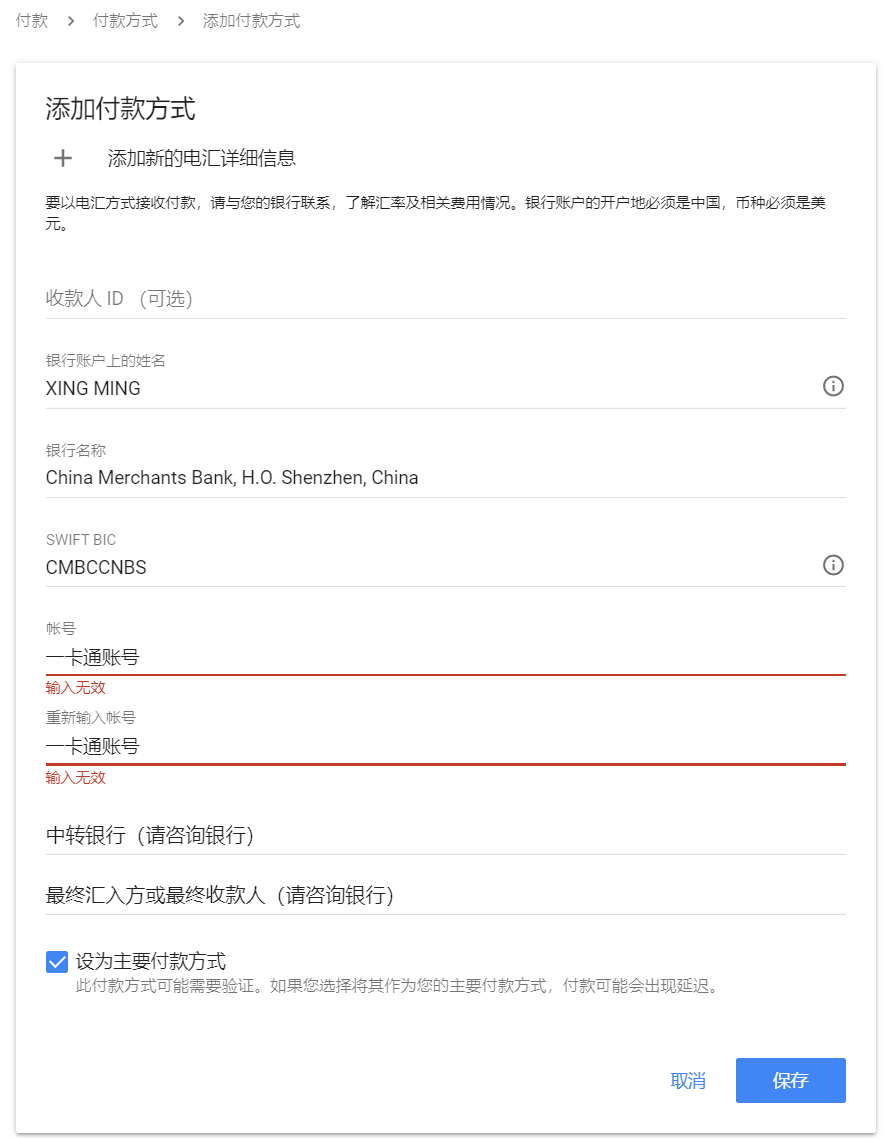 付款 > 付款方式 > 添加付款方式
添加付款方式
+ 添加新的电汇详细信息
要以电汇方式接收付款，请与您的银行联系，了解汇率及相关费用情况。银行账户的开户地必须是中国，币种必须是美
元。
收款人 ID （可选）
银行账户上的姓名
XING MING
银行名称
China Merchants Bank, H.O. Shenzhen, China
SWIFT BIC
CMBCCNBS
帐号
一卡通账号
输入无效
重新输入帐号
一卡通账号
输入无效
中转银行（请咨询银行）
最终汇入方或最终收款人（请咨询银行）
设为主要付款方式
此付款方式可能需要验证。如果您选择将其作为您的主要付款方式，付款可能会出现延迟。
取消 保存